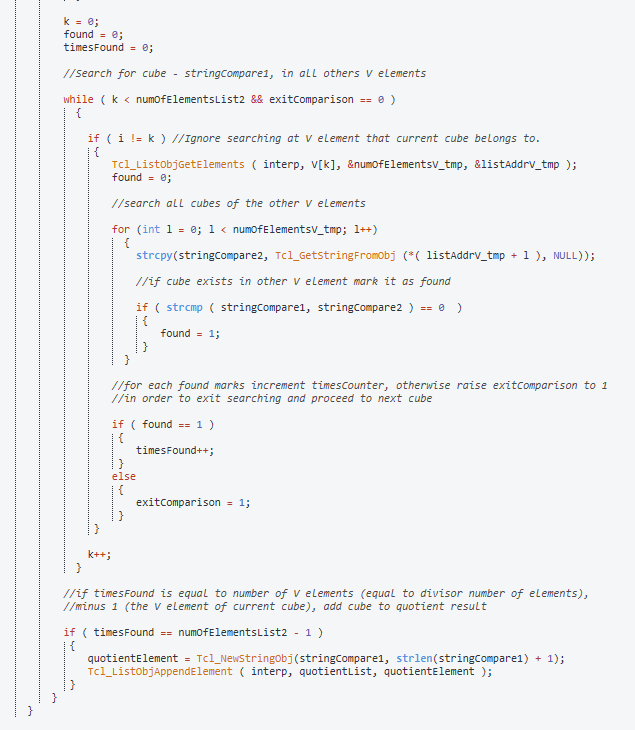 k = 0;
found = 0;
timesFound = 0;
//Search for cube - stringCompare1, in all others V elements
while ( k < numOfElementsList2 && exitComparison == 0 )
{
if ( i != k ) //Ignore searching at V element that current cube belongs to.
{
Tcl_ListObjGetElements ( interp, V[k], &numOfElementsV_tmp, &listAddrV_tmp );
found = 0;
//search all cubes of the other V elements
for (int l = 0; l < numOfElementsV_tmp; l++)
{
strcpy(stringCompare2, Tcl_GetStringFromObj (*( listAddrV_tmp + l ), NULL));
//if cube exists in other V element mark it as found
if ( strcmp ( stringCompare1, stringCompare2 ) == 0 )
{
found = 1;
}
}
//for each found marks increment timesCounter, otherwise raise exitComparison to 1
//in order to exit searching and proceed to next cube
if ( found == 1 )
{
timesFound++;
}
else
{
exitComparison = 1;
}
}
k++;
}
//if timesFound is equal to number of V elements (equal to divisor number of elements),
//minus 1 (the V element of current cube), add cube to quotient result
if ( timesFound == numOfElementsList2 - 1 )
{
quotientElement = Tcl_NewStringObj(stringCompare1, strlen(stringCompare1) + 1);
Tcl_ListObjAppendElement ( interp, quotientList, quotientElement );
}
}
}